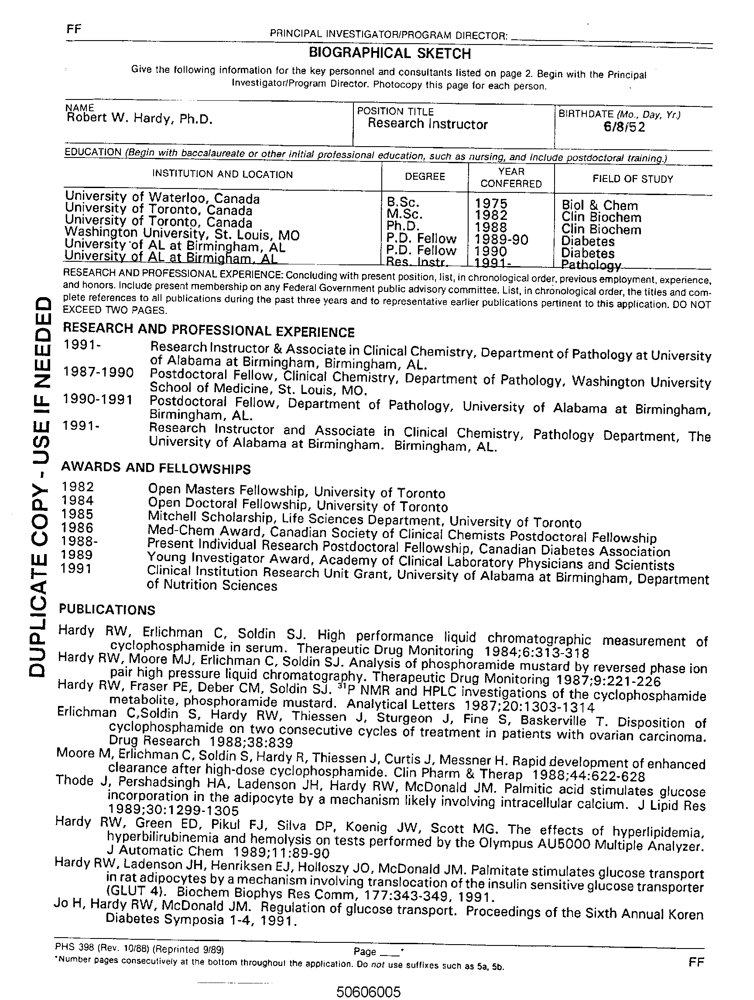 FF
PRINCIPAL INVESTIGATOR/PROGRAM DIRECTOR:
BIOGRAPHICAL SKETCH
Give the following information for the key personnel and consultants listed on page 2. Begin with the Principal
Investigator/Program Director. Photocopy this page for each person.
NAME
Robert W. Hardy, Ph.D.
POSITION TITLE
Research Instructor
BIRTHDATE (Mo., Day, Yr.)
6/8/52
EDUCATION (Begin with baccalaureate or other initial professional education, such as nursing, and include postdoctoral training.)
INSTITUTION AND LOCATION DEGREE YEAR CONFERRED FIELD OF STUDY
University of Waterloo, Canada B.Sc. 1975 Biol & Chem
University of Toronto, Canada M.Sc. 1982 Clin Biochem
University of Toronto, Canada Ph.D. 1988 Clin Biochem
Washington University, St. Louis, MO P.D. Fellow 1989-90 Diabetes
University of AL at Birmingham, AL P.D. Fellow 1990 Diabetes
University of AL at Birmigham, AL Res. Instr. 1991- Pathology
RESEARCH AND PROFESSIONAL EXPERIENCE: Concluding with present position, list, in chronological order, previous employment, experience,
and honors. Include present membership on any Federal Government public advisory committee. List, in chronological order, the titles and com-
plete references to all publications during the past three years and to representative earlier publications pertinent to this application. DO NOT
EXCEED TWO PAGES.
RESEARCH AND PROFESSIONAL EXPERIENCE
1991- Research Instructor & Associate in Clinical Chemistry, Department of Pathology at University
of Alabama at Birmingham, Birmingham, AL.
1987-1990 Postdoctoral Fellow, Clinical Chemistry, Department of Pathology, Washington University
School of Medicine, St. Louis, MO.
1990-1991 Postdoctoral Fellow, Department of Pathology, University of Alabama at Birmingham,
Birmingham, AL.
1991- Research Instructor and Associate in Clinical Chemistry, Pathology Department, The
University of Alabama at Birmingham. Birmingham, AL.
AWARDS AND FELLOWSHIPS
1982 Open Masters Fellowship, University of Toronto
1984 Open Doctoral Fellowship, University of Toronto
1985 Mitchell Scholarship, Life Sciences Department, University of Toronto
1986 Med-Chem Award, Canadian Society of Clinical Chemists Postdoctoral Fellowship
1988- Present Individual Research Postdoctoral Fellowship, Canadian Diabetes Association
1989 Young Investigator Award, Academy of Clinical Laboratory Physicians and Scientists
1991 Clinical Institution Research Unit Grant, University of Alabama at Birmingham, Department
of Nutrition Sciences
PUBLICATIONS
Hardy RW, Erlichman C, Soldin SJ. High performance liquid chromatographic measurement of
cyclophosphamide in serum. Therapeutic Drug Monitoring 1984;6:313-318
Hardy RW, Moore MJ, Erlichman C, Soldin SJ. Analysis of phosphoramide mustard by reversed phase ion
pair high pressure liquid chromatography. Therapeutic Drug Monitoring 1987;9:221-226
Hardy RW, Fraser PE, Deber CM, Soldin SJ. ³¹P NMR and HPLC investigations of the cyclophosphamide
metabolite, phosphoramide mustard. Analytical Letters 1987;20:1303-1314
Erlichman C,Soldin S, Hardy RW, Thiessen J, Sturgeon J, Fine S, Baskerville T. Disposition of
cyclophosphamide on two consecutive cycles of treatment in patients with ovarian carcinoma.
Drug Research 1988;38:839
Moore M, Erlichman C, Soldin S, Hardy R, Thiessen J, Curtis J, Messner H. Rapid development of enhanced
clearance after high-dose cyclophosphamide. Clin Pharm & Therap 1988;44:622-628
Thode J, Pershadsingh HA, Ladenson JH, Hardy RW, McDonald JM. Palmitic acid stimulates glucose
incorporation in the adipocyte by a mechanism likely involving intracellular calcium. J Lipid Res
1989;30:1299-1305
Hardy RW, Green ED, Pikul FJ, Silva DP, Koenig JW, Scott MG. The effects of hyperlipidemia,
hyperbilirubinemia and hemolysis on tests performed by the Olympus AU5000 Multiple Analyzer.
J Automatic Chem 1989;11:89-90
Hardy RW, Ladenson JH, Henriksen EJ, Holloszy JO, McDonald JM. Palmitate stimulates glucose transport
in rat adipocytes by a mechanism involving translocation of the insulin sensitive glucose transporter
(GLUT 4). Biochem Biophys Res Comm, 177:343-349, 1991.
Jo H, Hardy RW, McDonald JM. Regulation of glucose transport. Proceedings of the Sixth Annual Koren
Diabetes Symposia 1-4, 1991.
DUPLICATE COPY - USE IF NEEDED
PHS 398 (Rev. 10/88) (Reprinted 9/89) Page ___*
*Number pages consecutively at the bottom throughout the application. Do not use suffixes such as 5a, 5b.
FF
50606005